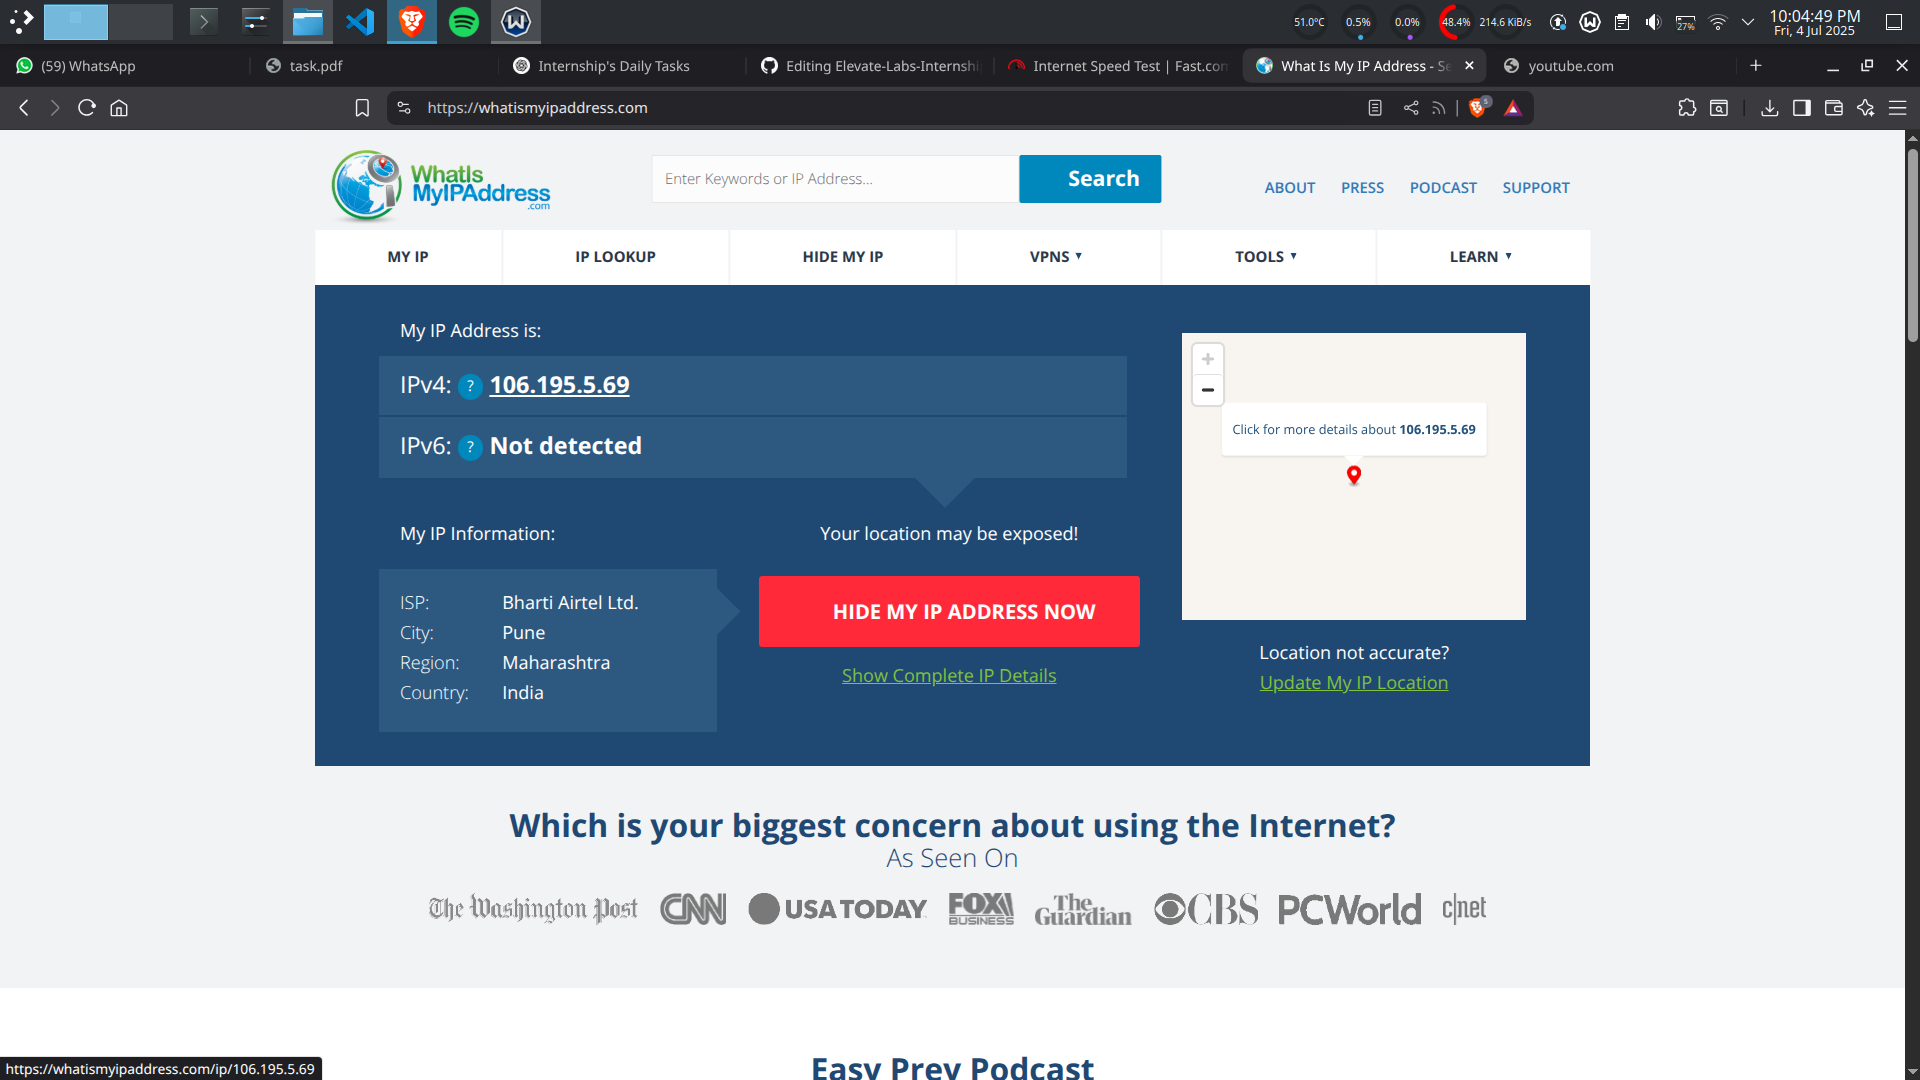 51.0°C
0.5%
0.0%
48.4%
214.6 KiB/s
27%
10:04:49 PM
Fri, 4 Jul 2025
(59) WhatsApp
task.pdf
Internship's Daily Tasks
Editing Elevate-Labs-Internshi
Internet Speed Test | Fast.con
What Is My IP Address - Se
youtube.com
https://whatismyipaddress.com
5
WhatIs
MyIPAddress
.com
Enter Keywords or IP Address...
Search
ABOUT
PRESS
PODCAST
SUPPORT
MY IP
IP LOOKUP
HIDE MY IP
VPNS
TOOLS
LEARN
My IP Address is:
IPv4: ? 106.195.5.69
IPv6: ? Not detected
+
−
Click for more details about 106.195.5.69
My IP Information:
ISP: Bharti Airtel Ltd.
City: Pune
Region: Maharashtra
Country: India
Your location may be exposed!
HIDE MY IP ADDRESS NOW
Show Complete IP Details
Location not accurate?
Update My IP Location
Which is your biggest concern about using the Internet?
As Seen On
The Washington Post
CNN
USA TODAY
FOX BUSINESS
The Guardian
CBS
PCWorld
c|net
Easy Prey Podcast
https://whatismyipaddress.com/ip/106.195.5.69